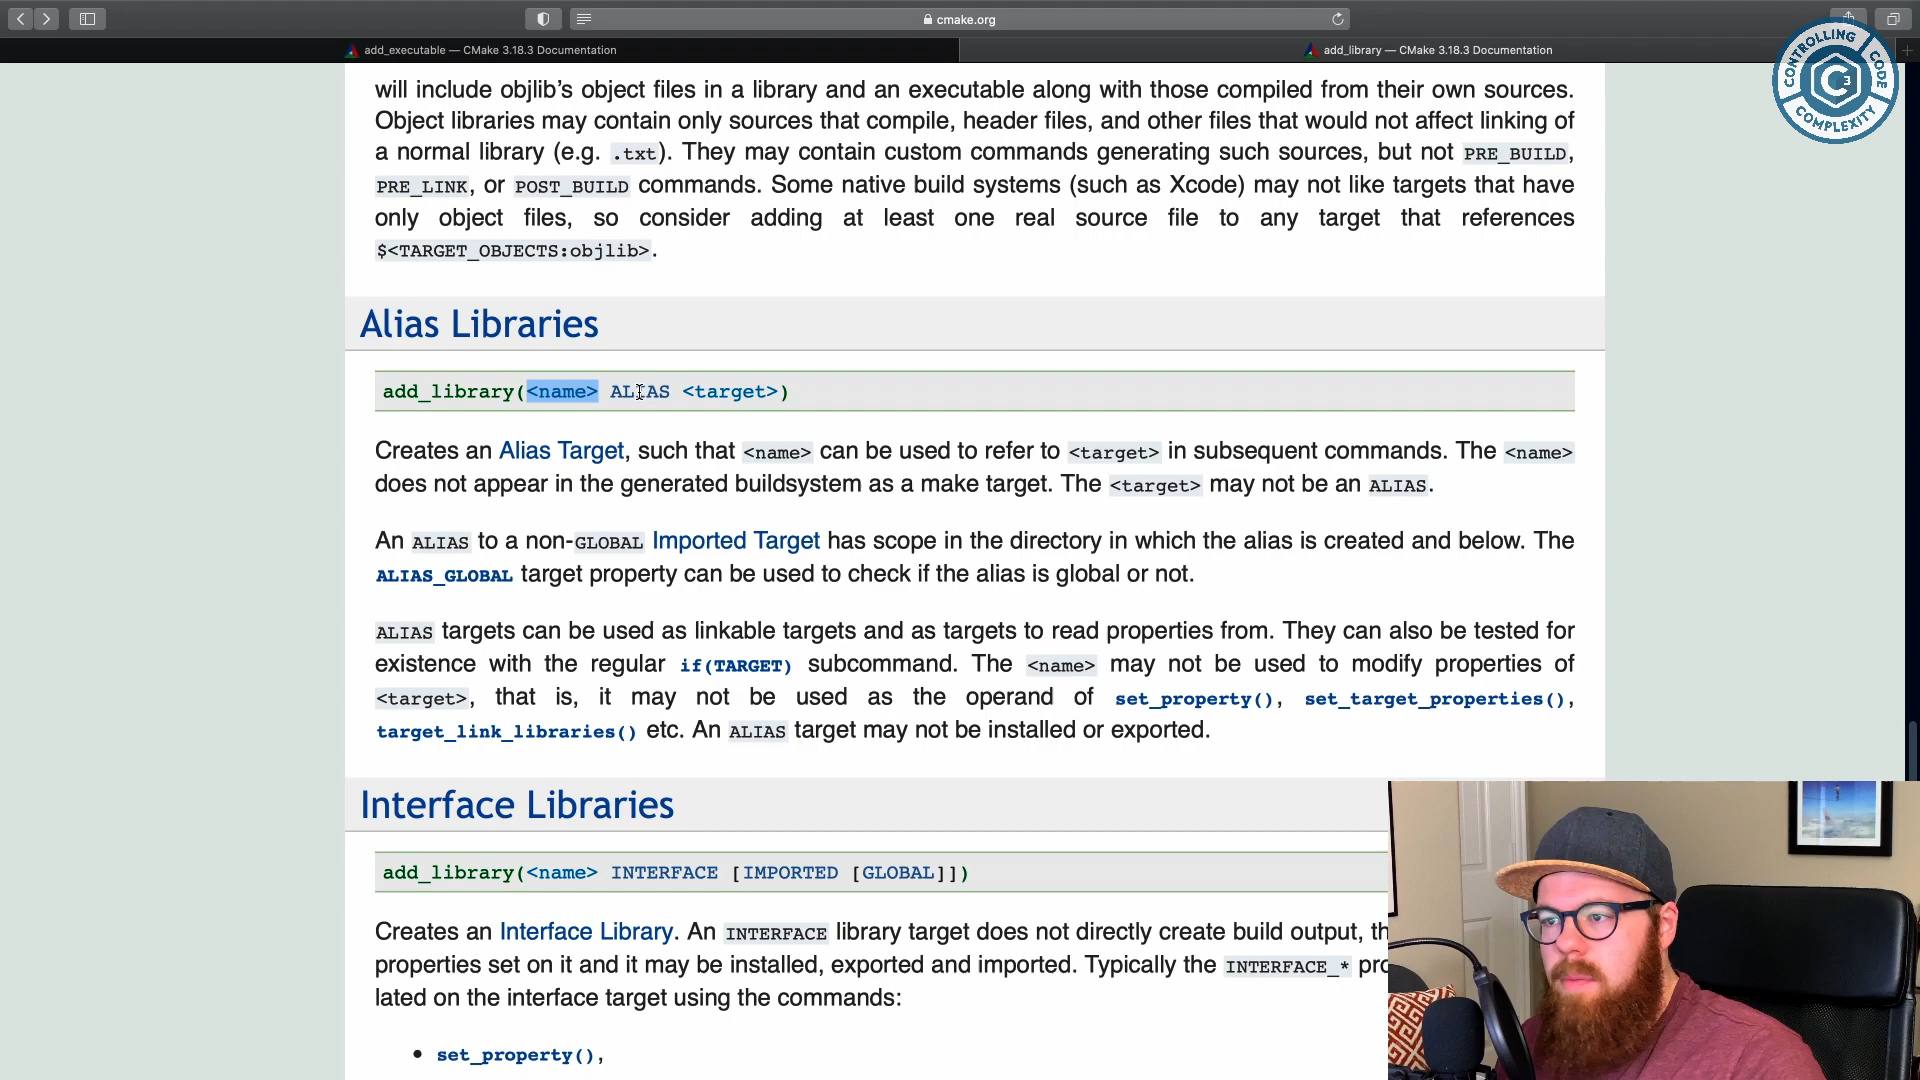 cmake.org
add_executable — CMake 3.18.3 Documentation
add_library — CMake 3.18.3 Documentation
CONTROLLING CODE COMPLEXITY
C3
will include objlib’s object files in a library and an executable along with those compiled from their own sources.
Object libraries may contain only sources that compile, header files, and other files that would not affect linking of
a normal library (e.g. .txt). They may contain custom commands generating such sources, but not PRE_BUILD,
PRE_LINK, or POST_BUILD commands. Some native build systems (such as Xcode) may not like targets that have
only object files, so consider adding at least one real source file to any target that references
$<TARGET_OBJECTS:objlib>.
Alias Libraries
add_library(<name> ALIAS <target>)
Creates an Alias Target, such that <name> can be used to refer to <target> in subsequent commands. The <name>
does not appear in the generated buildsystem as a make target. The <target> may not be an ALIAS.
An ALIAS to a non-GLOBAL Imported Target has scope in the directory in which the alias is created and below. The
ALIAS_GLOBAL target property can be used to check if the alias is global or not.
ALIAS targets can be used as linkable targets and as targets to read properties from. They can also be tested for
existence with the regular if(TARGET) subcommand. The <name> may not be used to modify properties of
<target>, that is, it may not be used as the operand of set_property(), set_target_properties(),
target_link_libraries() etc. An ALIAS target may not be installed or exported.
Interface Libraries
add_library(<name> INTERFACE [IMPORTED [GLOBAL]])
Creates an Interface Library. An INTERFACE library target does not directly create build output, th
properties set on it and it may be installed, exported and imported. Typically the INTERFACE_* pro
lated on the interface target using the commands:
• set_property(),